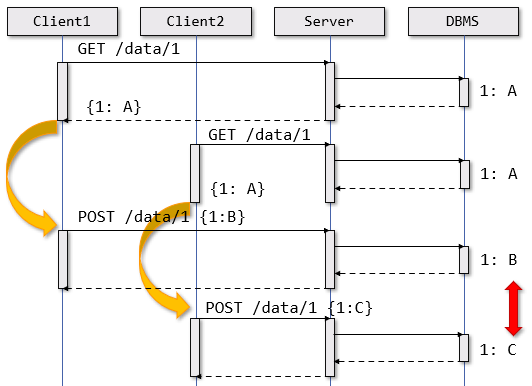 Client1
Client2
Server
DBMS
GET /data/1
1: A
{1: A}
GET /data/1
1: A
{1: A}
POST /data/1 {1:B}
1: B
POST /data/1 {1:C}
1: C